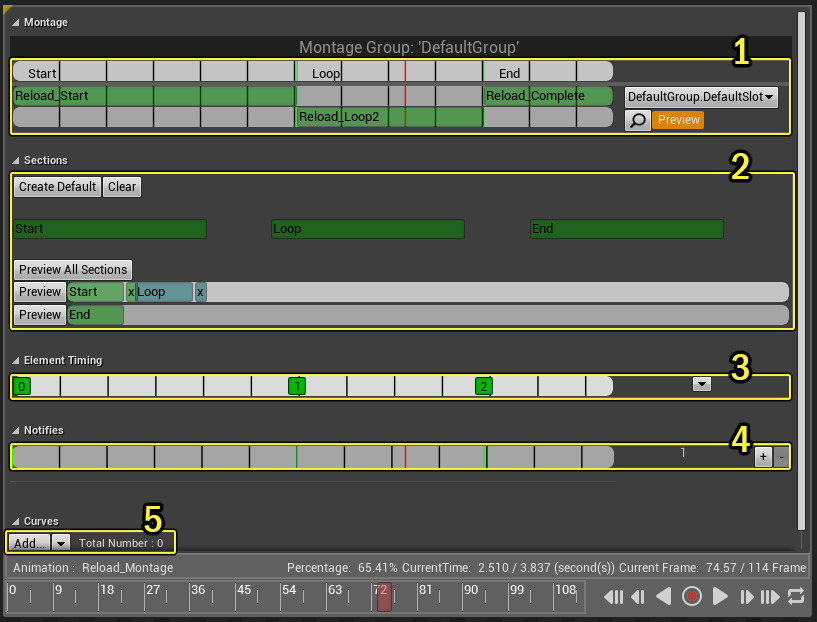 Montage
Montage Group: 'DefaultGroup'
1
Start Loop End
Reload_Start Reload_Complete DefaultGroup.DefaultSlot
Reload_Loop2 Preview
Sections
2
Create Default Clear
Start Loop End
Preview All Sections
Preview Start x Loop x
Preview End
Element Timing
3
0 1 2
Notifies
4
1 + -
Curves
5
Add... Total Number : 0
Animation : Reload_Montage Percentage: 65.41% CurrentTime: 2.510 / 3.837 (second(s)) Current Frame: 74.57 / 114 Frame
0 9 18 27 36 45 54 63 72 81 90 99 108